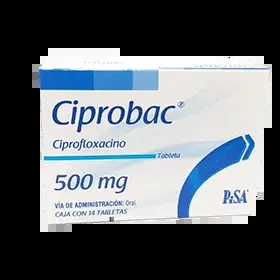 Ciprobac®
Ciprofloxacino
Tableta
500 mg
PiSA®
VÍA DE ADMINISTRACIÓN: Oral.
CAJA CON 14 TABLETAS